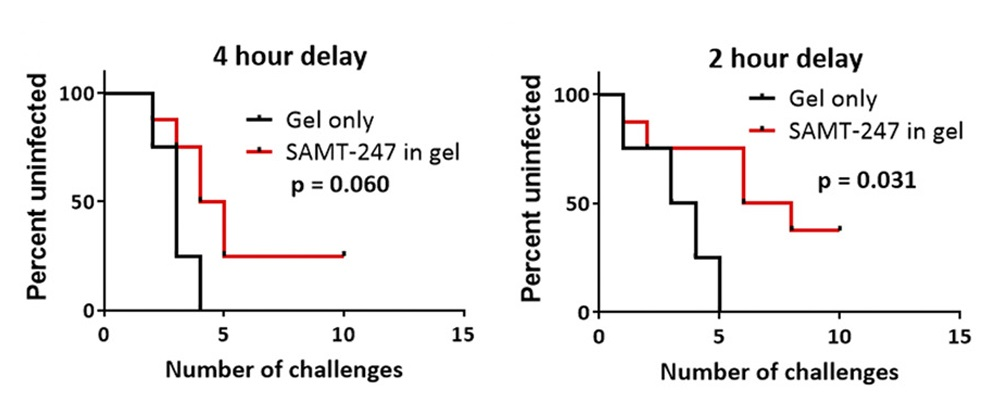 4 hour delay
Percent uninfected
100
50
0
Gel only
SAMT-247 in gel
p = 0.060
0 5 10 15
Number of challenges
2 hour delay
Percent uninfected
100
50
0
Gel only
SAMT-247 in gel
p = 0.031
0 5 10 15
Number of challenges